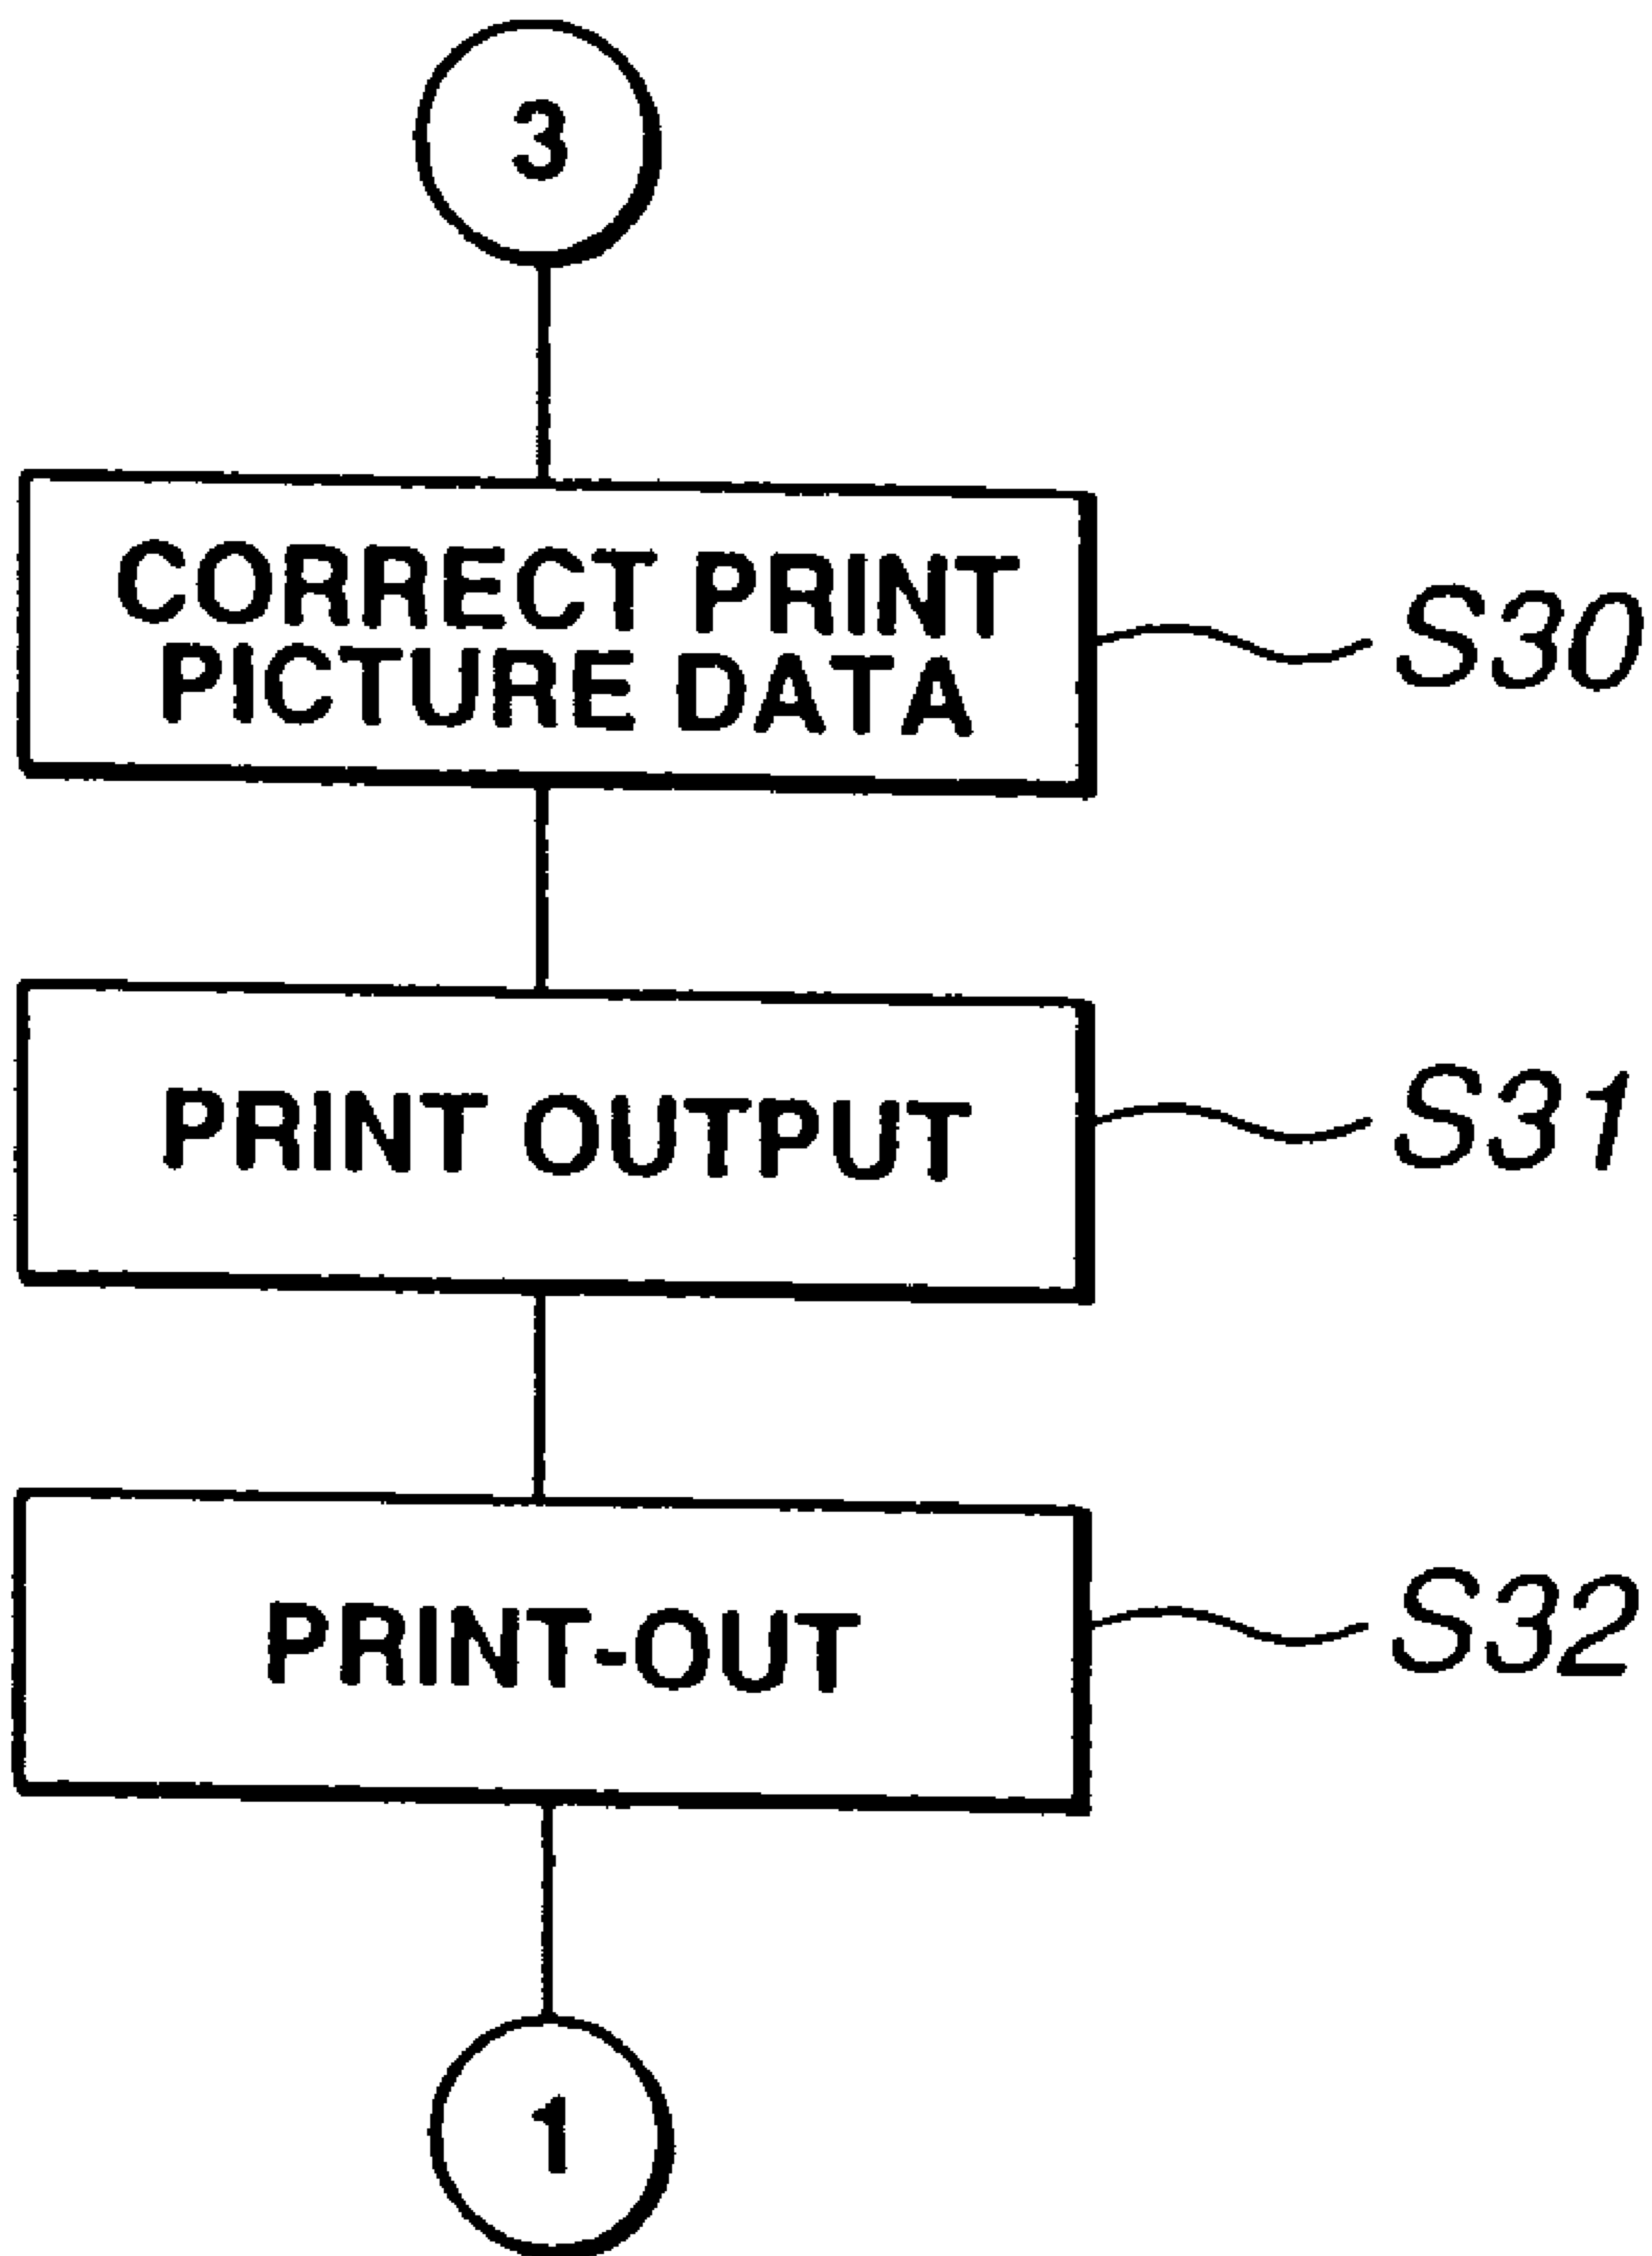 3
CORRECT PRINT
PICTURE DATA
S30
PRINT OUTPUT
S31
PRINT-OUT
S32
1